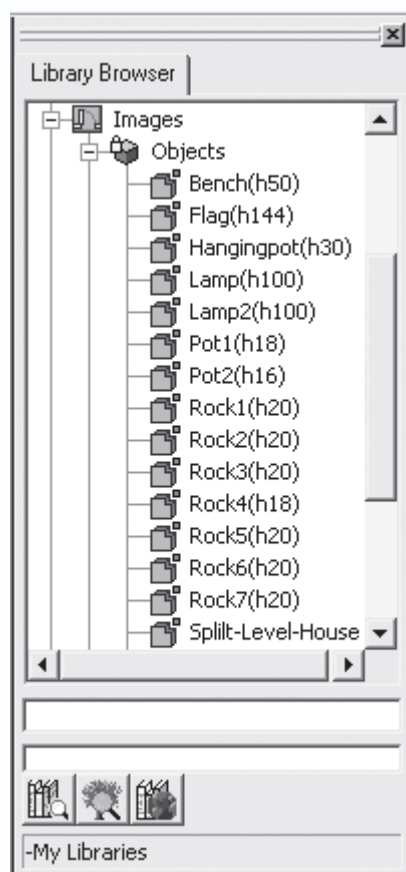 Library Browser
Images
Objects
Bench(h50)
Flag(h144)
Hangingpot(h30)
Lamp(h100)
Lamp2(h100)
Pot1(h18)
Pot2(h16)
Rock1(h20)
Rock2(h20)
Rock3(h20)
Rock4(h18)
Rock5(h20)
Rock6(h20)
Rock7(h20)
Splilt-Level-House
-My Libraries